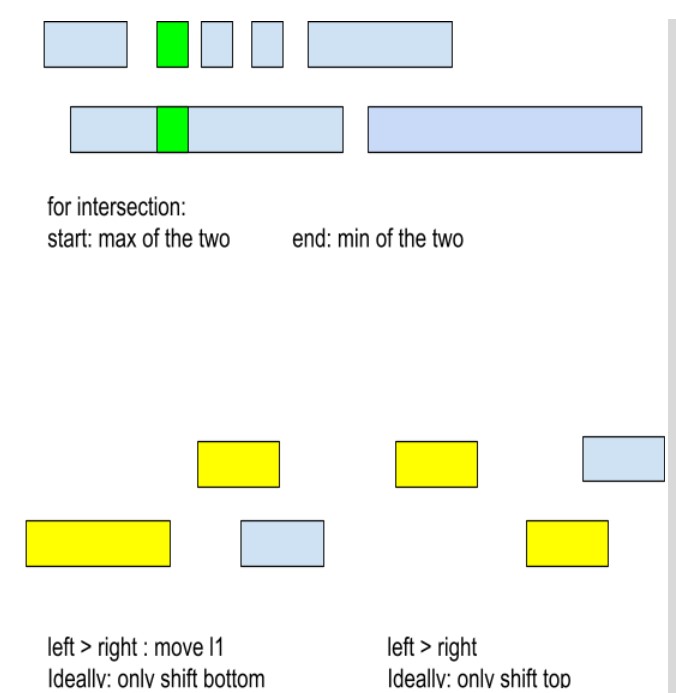 for intersection:
start: max of the two end: min of the two
left > right : move l1
Ideally: only shift bottom
left > right
Ideally: only shift top